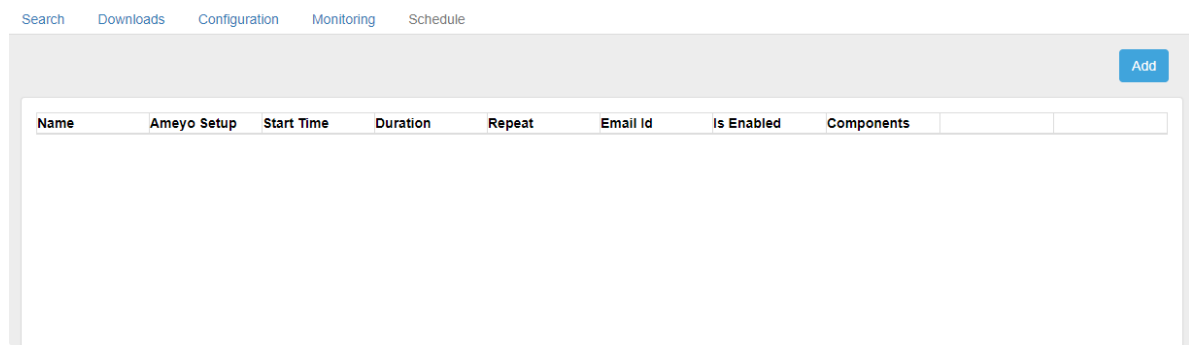 Search Downloads Configuration Monitoring Schedule
Add
Name Ameyo Setup Start Time Duration Repeat Email Id Is Enabled Components